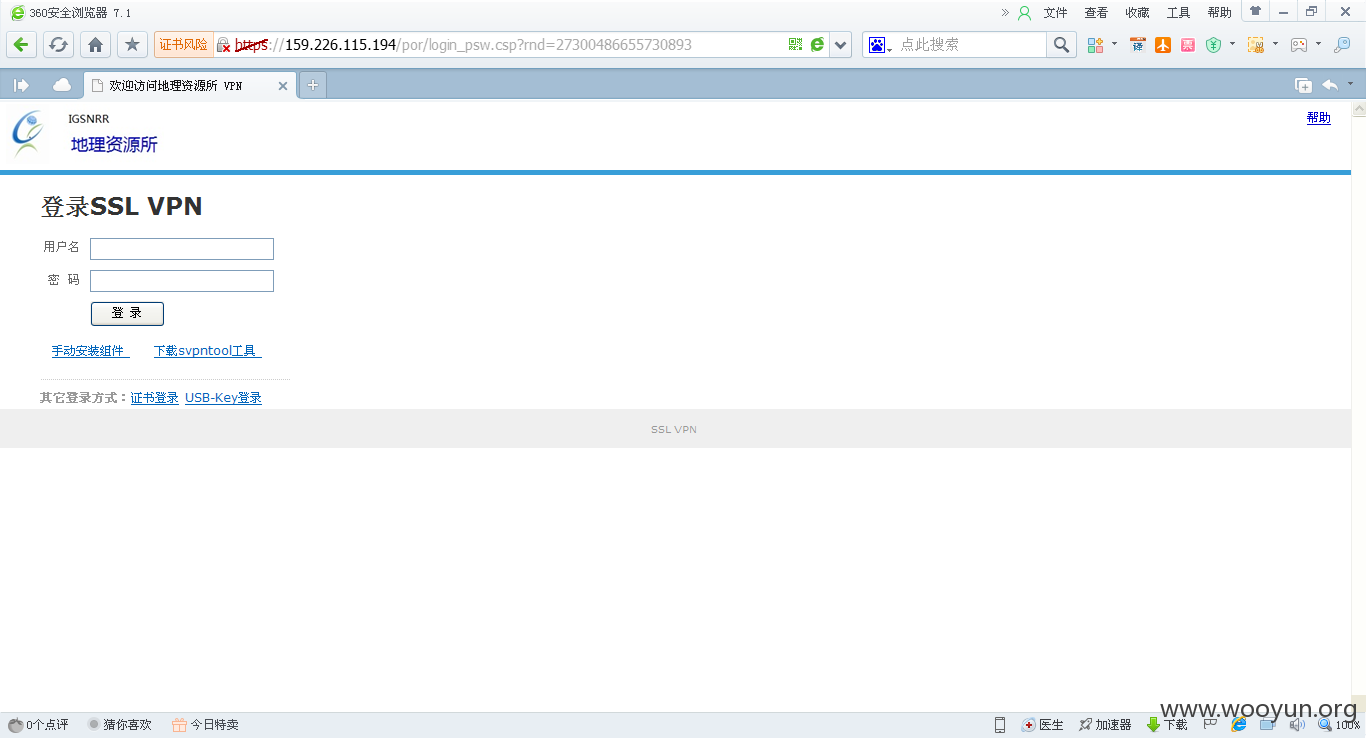 360安全浏览器 7.1
文件 查看 收藏 工具 帮助
证书风险 https://159.226.115.194/por/login_psw.csp?rnd=27300486655730893
点此搜索
译 票
欢迎访问地理资源所 VPN
IGSNRR
地理资源所
帮助
登录SSL VPN
用户名
密 码
登 录
手动安装组件 下载svpntool工具
其它登录方式：证书登录 USB-Key登录
SSL VPN
www.wooyun.org
0个点评 猜你喜欢 今日特卖 医生 加速器 下载 100%